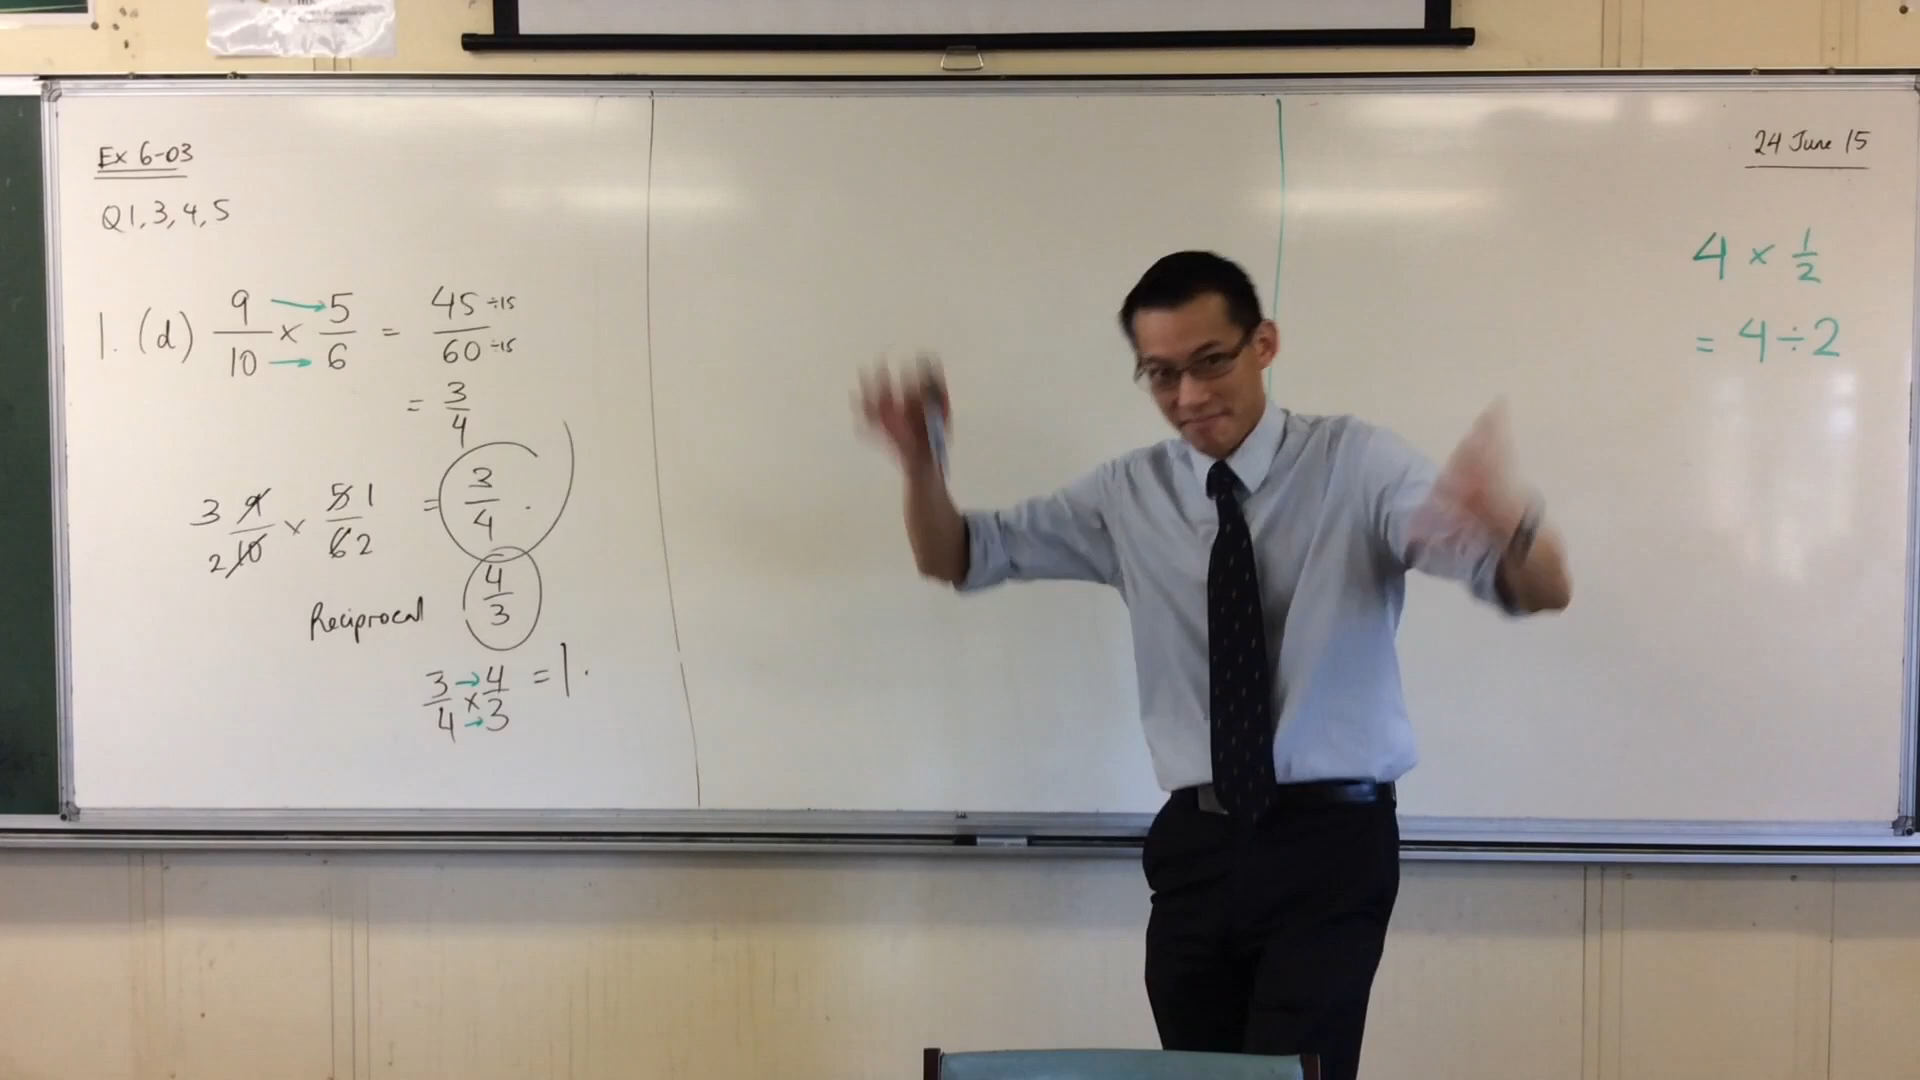 Ex 6-03
Q1, 3, 4, 5
1. (d) 9/10 × 5/6 = 45 ÷15 / 60 ÷15
= 3/4
3 9/2 10 × 5 1/6 2 = 3/4.
Reciprocal 4/3
3/4 × 4/3 = 1.
24 June 15
4 × 1/2
= 4 ÷ 2